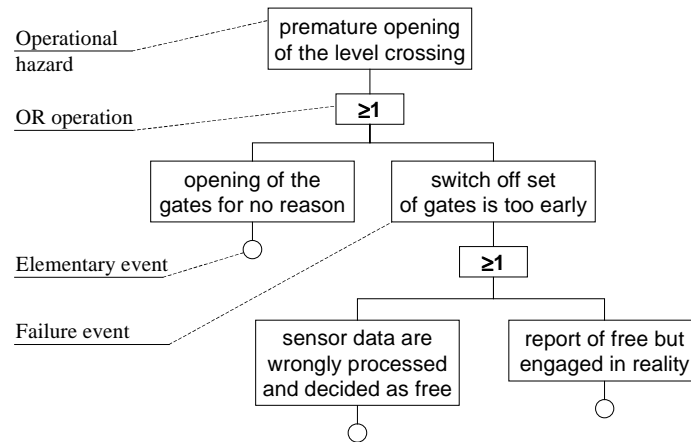 premature opening
of the level crossing
Operational
hazard
≥1
OR operation
opening of the
gates for no reason
switch off set
of gates is too early
Elementary event
≥1
Failure event
sensor data are
wrongly processed
and decided as free
report of free but
engaged in reality